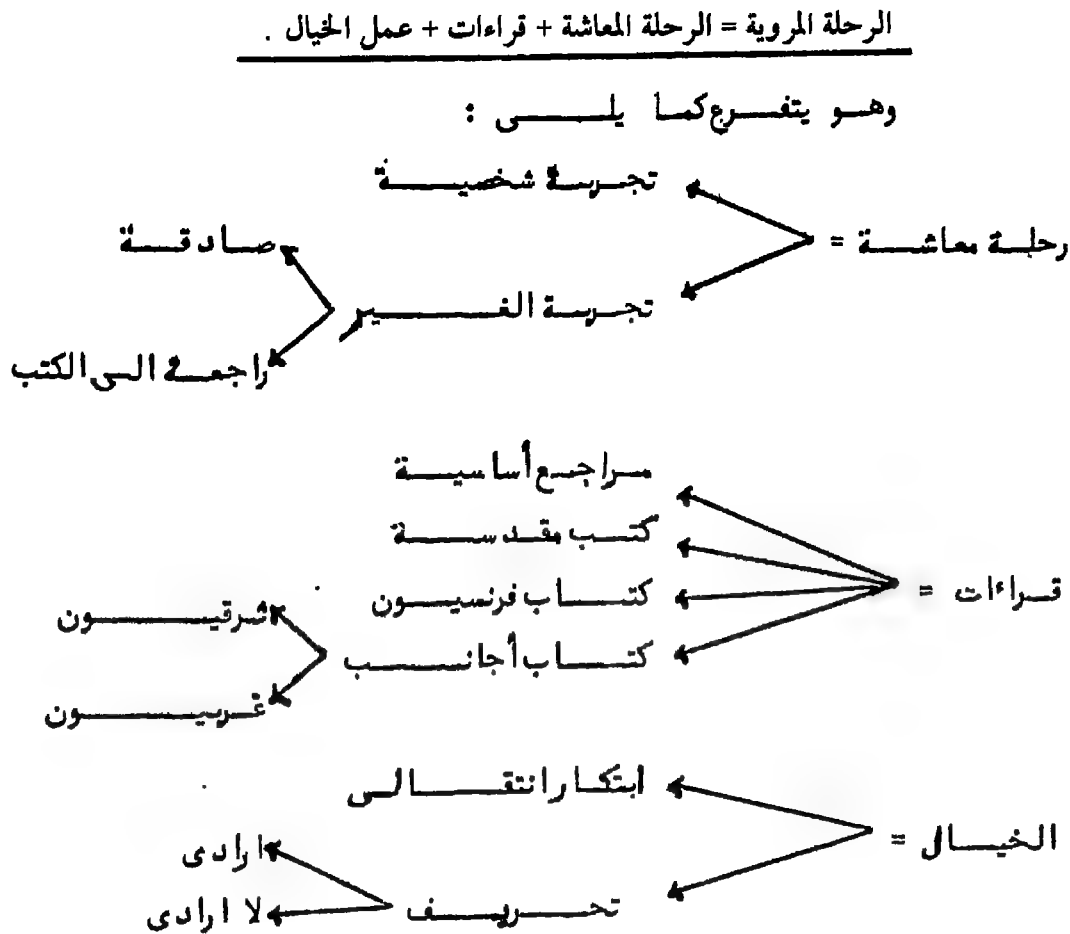 الرحلة المروية = الرحلة المعاشة + قراءات + عمل الخيال .
وهو يتفرع كما يلى :
رحلة معاشة =
تجربة شخصية
تجربة الغير
صادقة
راجعة الى الكتب
قراءات =
مراجع أساسية
كتب مقدسة
كتاب فرنسيون
كتاب أجانب
شرقيون
غربيون
الخيال =
ابتكار انتقالى
تحريف
ارادى
لا ارادى